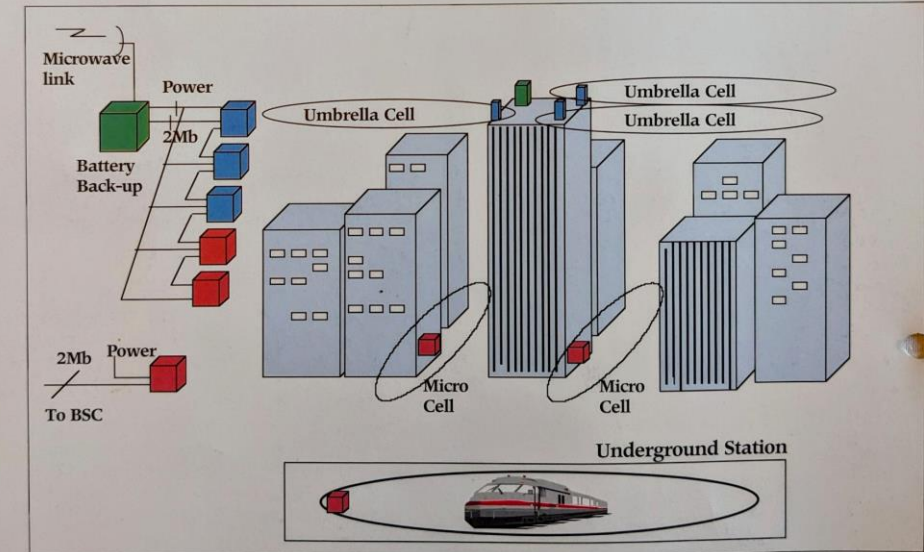 Microwave
link
Power
2Mb
Battery
Back-up
Umbrella Cell
Umbrella Cell
Umbrella Cell
2Mb
Power
To BSC
Micro
Cell
Micro
Cell
Underground Station